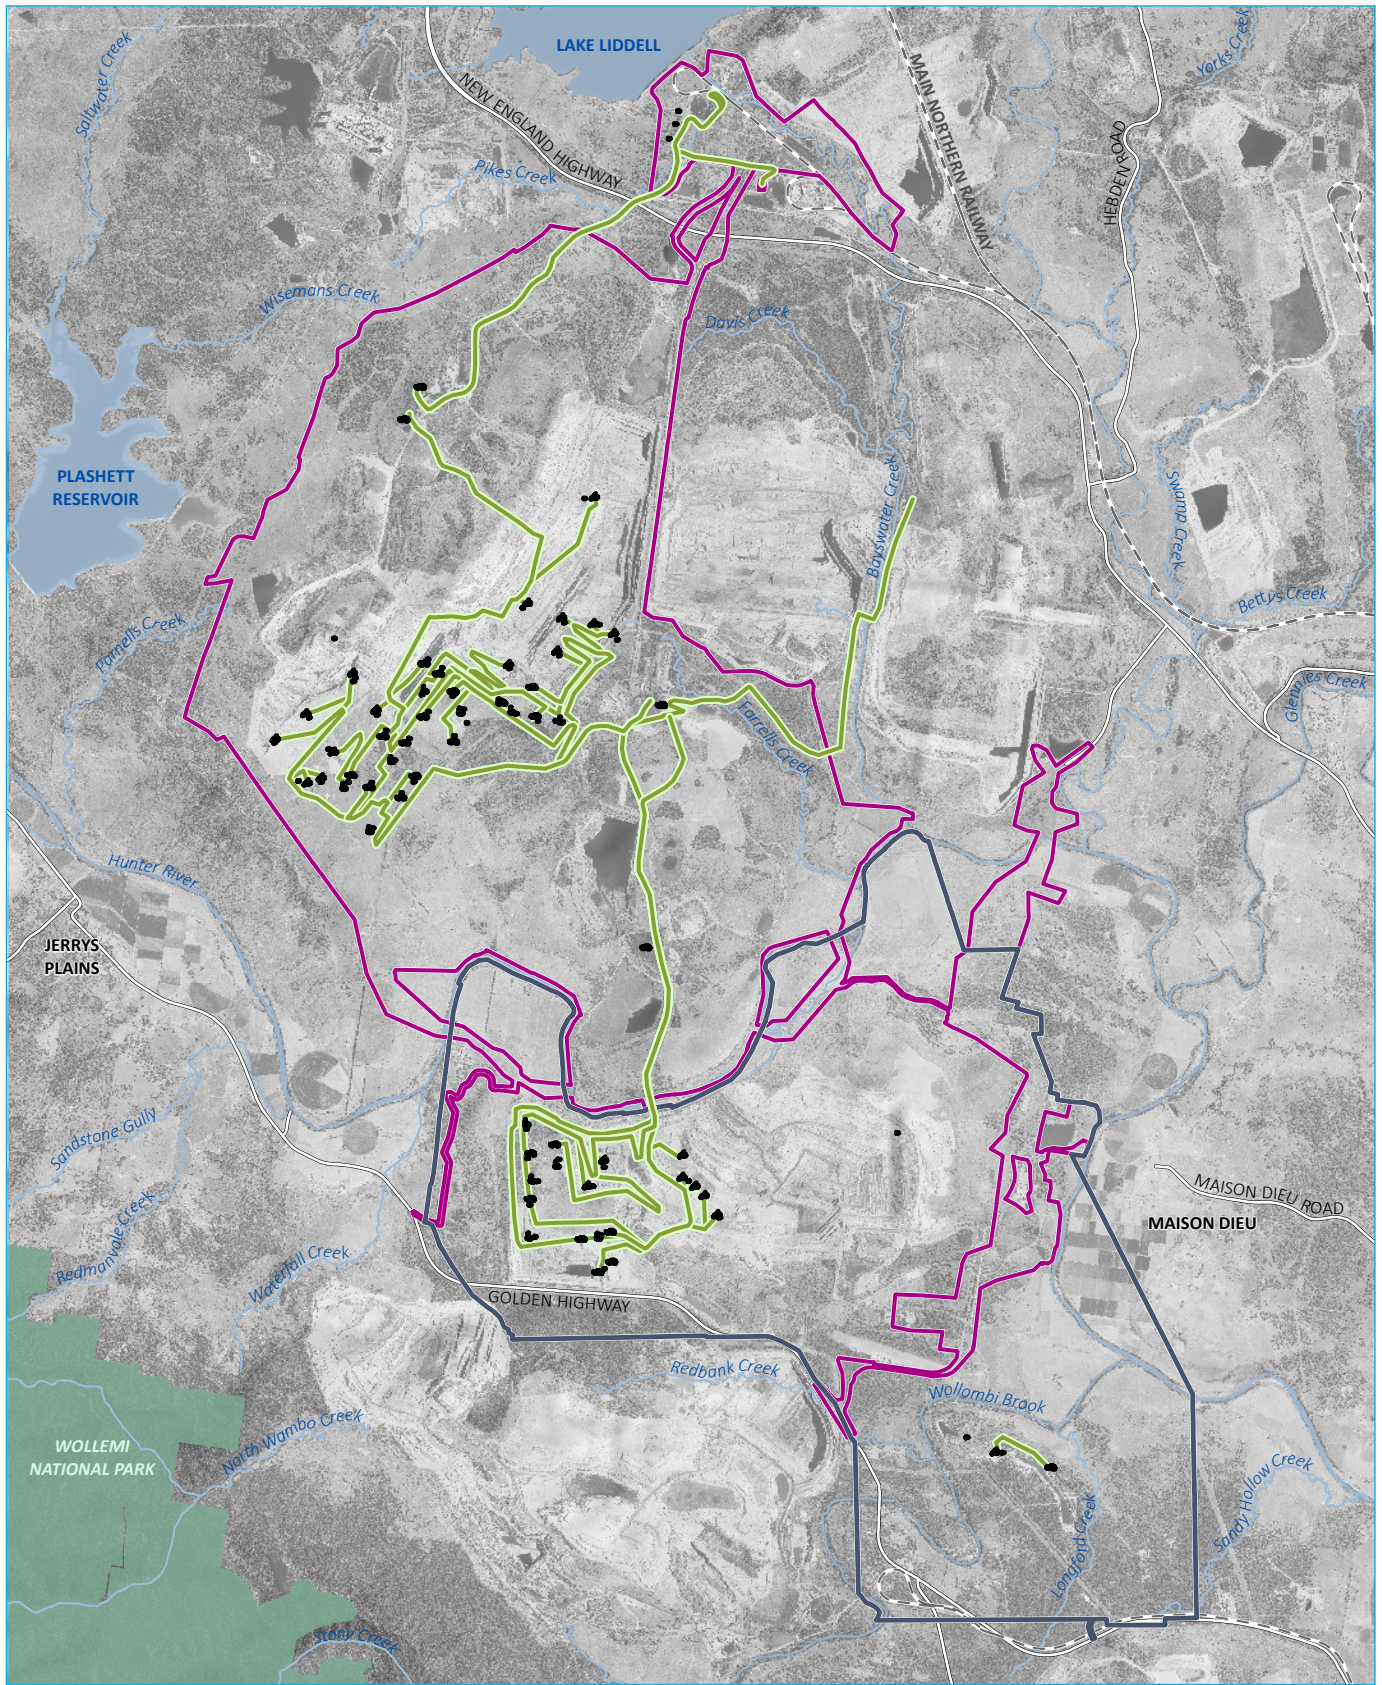 LAKE LIDDELL
Saltwater Creek
Yorks Creek
NEW ENGLAND HIGHWAY
MAIN NORTHERN RAILWAY
HEBDEN ROAD
Pikes Creek
Wisemans Creek
Davis Creek
PLASHETT
RESERVOIR
Bayswater Creek
Swamp Creek
Bettys Creek
Parnells Creek
Glennies Creek
Farrells Creek
Hunter River
JERRYS
PLAINS
Sandstone Gully
Redmanvale Creek
Waterfall Creek
MAISON DIEU ROAD
MAISON DIEU
GOLDEN HIGHWAY
Redbank Creek
Wollombi Brook
North Wambo Creek
WOLLEMI
NATIONAL PARK
Sandy Hollow Creek
Longford Creek
Stony Creek